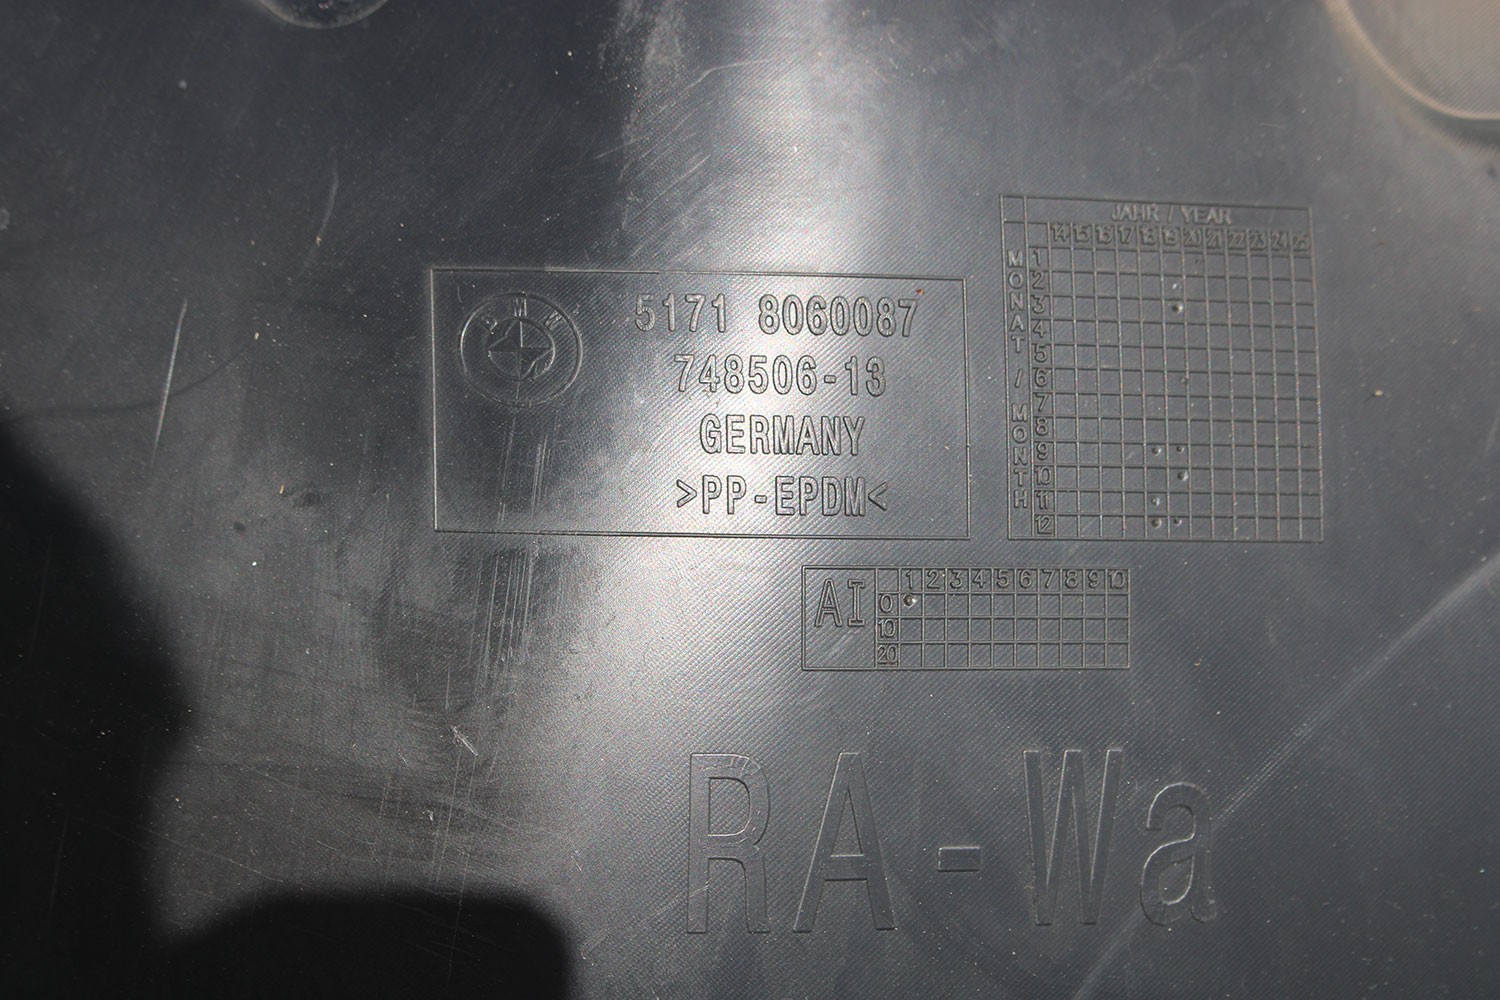 BMW
5171 8060087
748506-13
GERMANY
>PP-EPDM<
JAHR / YEAR
14 15 16 17 18 19 20 21 22 23 24 25
MONAT / MONTH
1
2
3
4
5
6
7
8
9
10
11
12
AI
1 2 3 4 5 6 7 8 9 10
0
10
20
RA-Wa